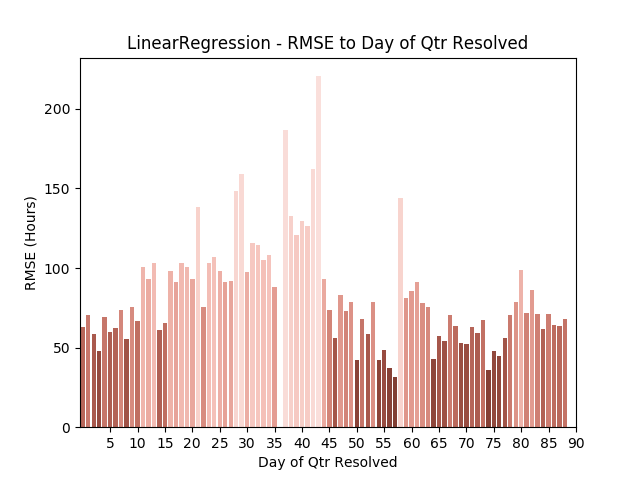 LinearRegression - RMSE to Day of Qtr Resolved
RMSE (Hours)
200
150
100
50
0
5 10 15 20 25 30 35 40 45 50 55 60 65 70 75 80 85 90
Day of Qtr Resolved